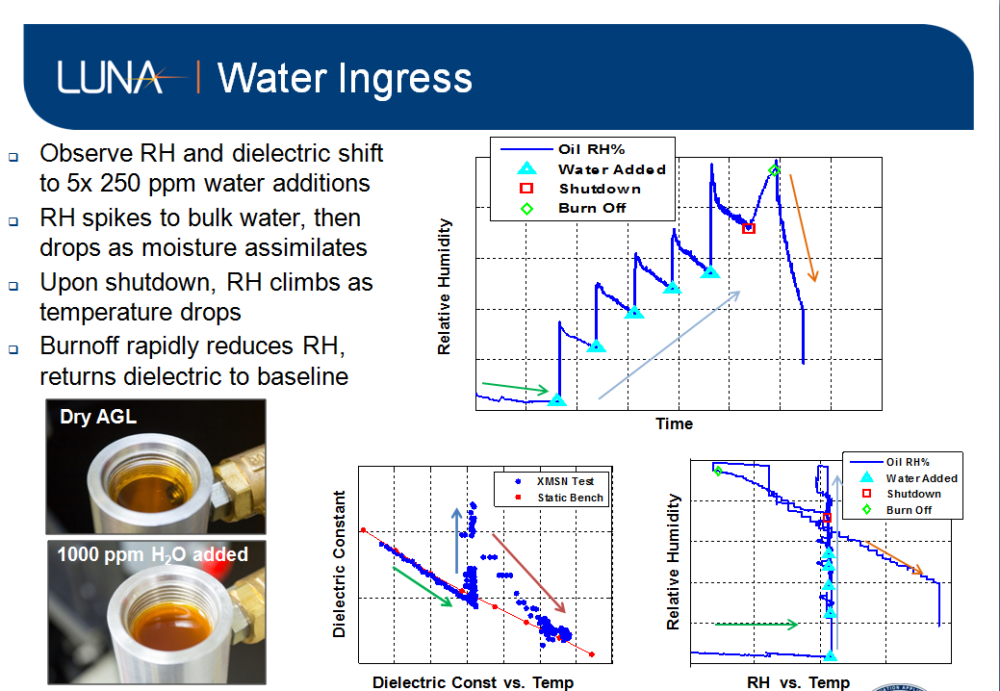 LUNA
Water Ingress
Observe RH and dielectric shift
to 5x 250 ppm water additions
RH spikes to bulk water, then
drops as moisture assimilates
Upon shutdown, RH climbs as
temperature drops
Burnoff rapidly reduces RH,
returns dielectric to baseline
Oil RH%
Water Added
Shutdown
Burn Off
Relative Humidity
Time
Dry AGL
1000 ppm H₂O added
XMSN Test
Static Bench
Dielectric Constant
Dielectric Const vs. Temp
Oil RH%
Water Added
Shutdown
Burn Off
Relative Humidity
RH vs. Temp